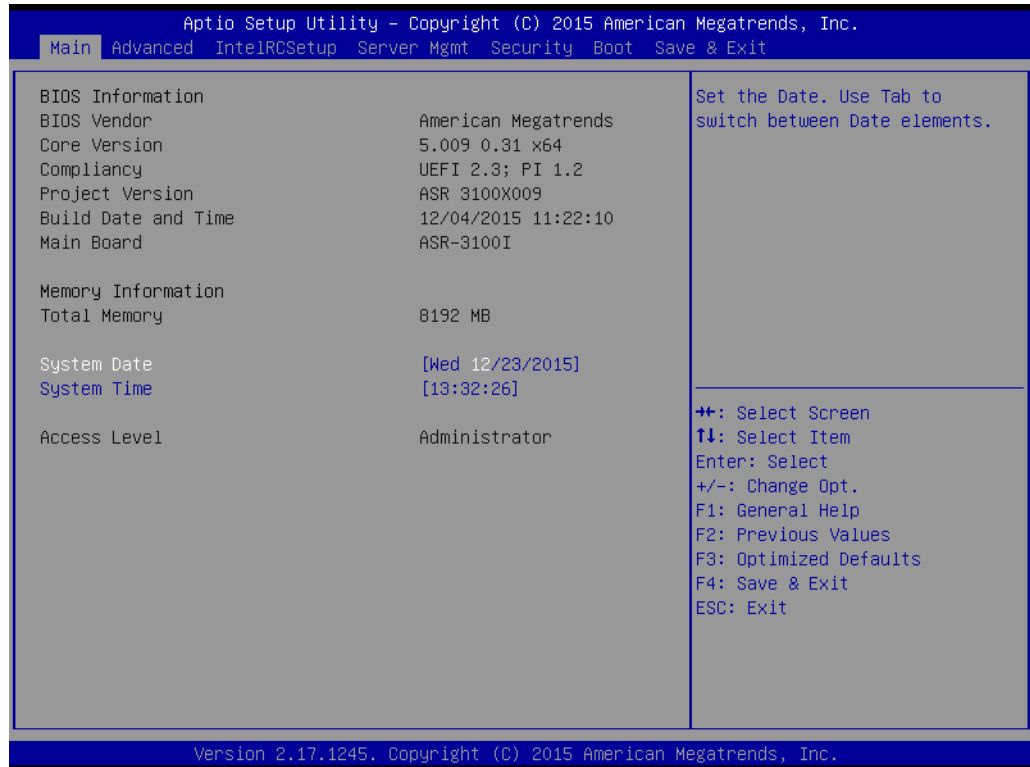 Aptio Setup Utility – Copyright (C) 2015 American Megatrends, Inc.
Main Advanced IntelRCSetup Server Mgmt Security Boot Save & Exit
BIOS Information
BIOS Vendor American Megatrends
Core Version 5.009 0.31 x64
Compliancy UEFI 2.3; PI 1.2
Project Version ASR 3100X009
Build Date and Time 12/04/2015 11:22:10
Main Board ASR-3100I
Memory Information
Total Memory 8192 MB
System Date [Wed 12/23/2015]
System Time [13:32:26]
Access Level Administrator
Set the Date. Use Tab to
switch between Date elements.
→←: Select Screen
↑↓: Select Item
Enter: Select
+/-: Change Opt.
F1: General Help
F2: Previous Values
F3: Optimized Defaults
F4: Save & Exit
ESC: Exit
Version 2.17.1245. Copyright (C) 2015 American Megatrends, Inc.